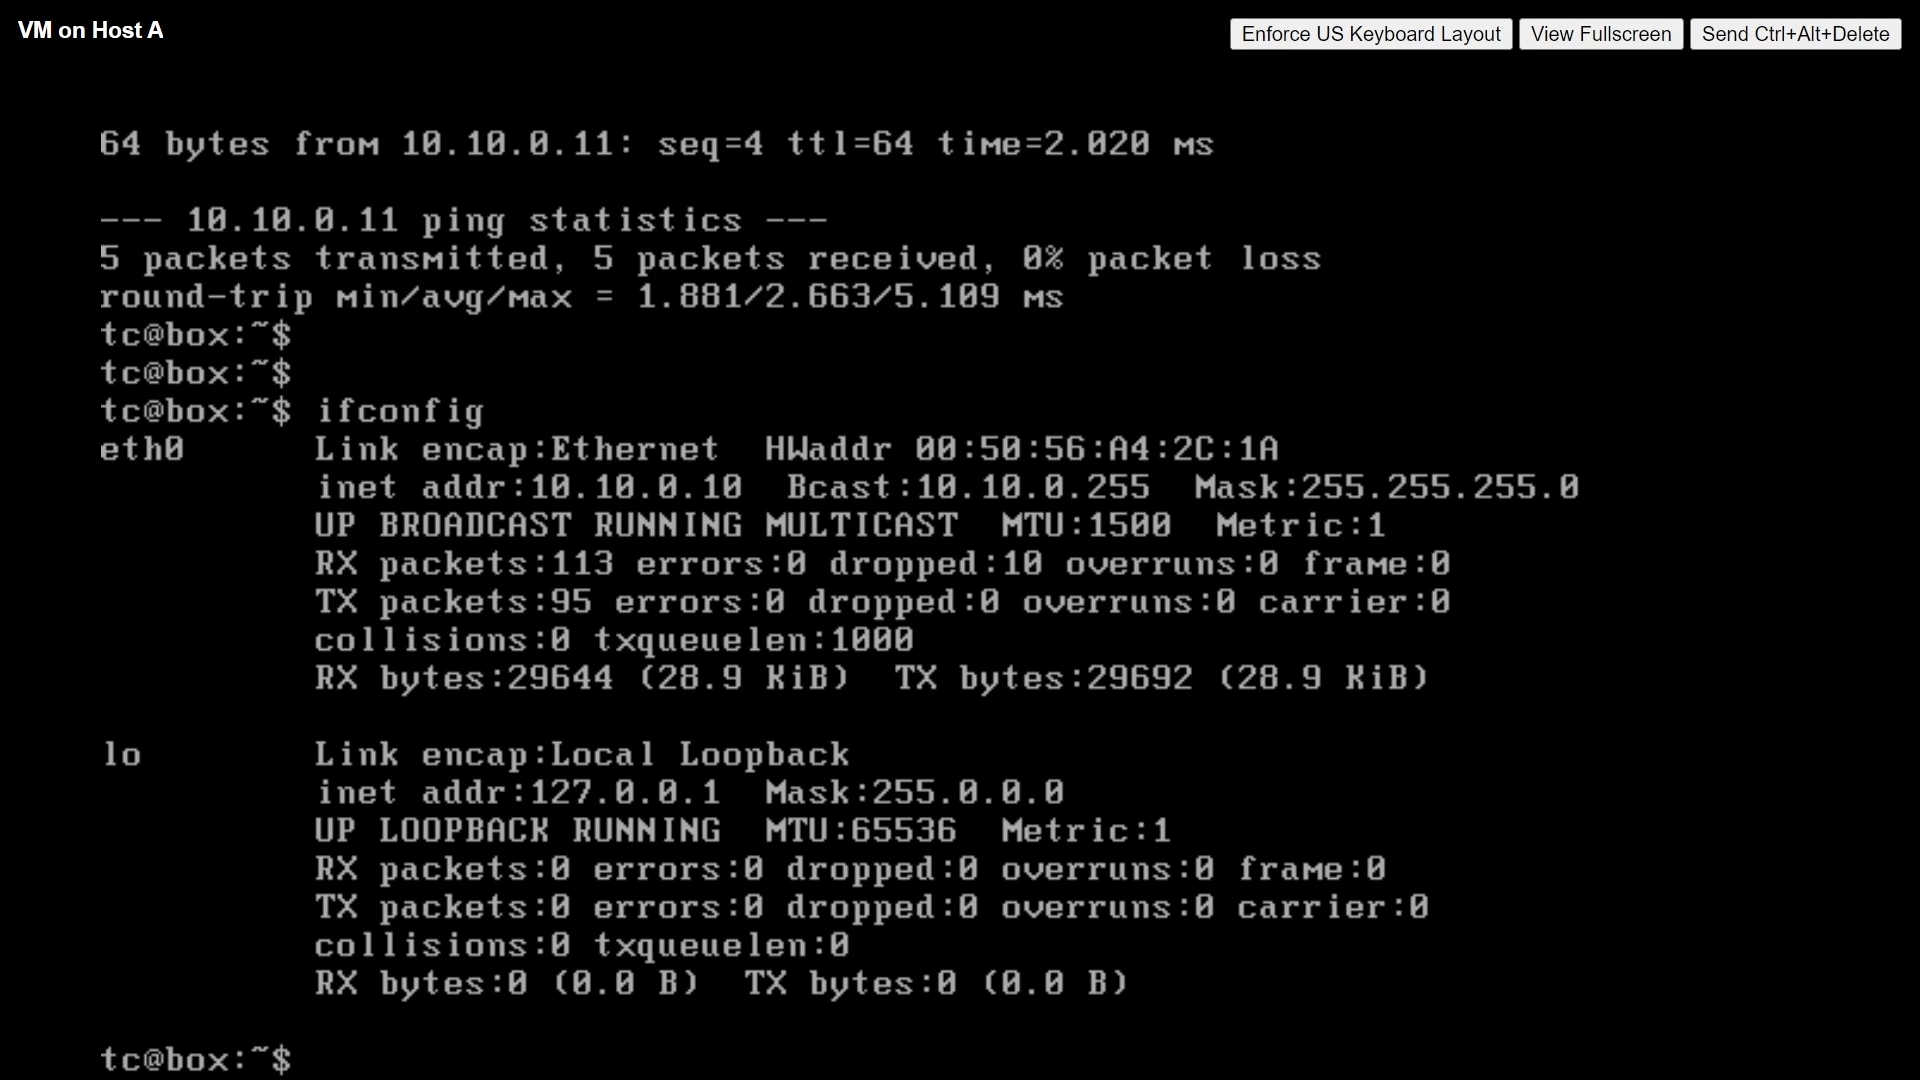 VM on Host A
Enforce US Keyboard Layout View Fullscreen Send Ctrl+Alt+Delete
64 bytes from 10.10.0.11: seq=4 ttl=64 time=2.020 ms
--- 10.10.0.11 ping statistics ---
5 packets transmitted, 5 packets received, 0% packet loss
round-trip min/avg/max = 1.881/2.663/5.109 ms
tc@box:~$
tc@box:~$
tc@box:~$ ifconfig
eth0 Link encap:Ethernet HWaddr 00:50:56:A4:2C:1A
inet addr:10.10.0.10 Bcast:10.10.0.255 Mask:255.255.255.0
UP BROADCAST RUNNING MULTICAST MTU:1500 Metric:1
RX packets:113 errors:0 dropped:10 overruns:0 frame:0
TX packets:95 errors:0 dropped:0 overruns:0 carrier:0
collisions:0 txqueuelen:1000
RX bytes:29644 (28.9 KiB) TX bytes:29692 (28.9 KiB)
lo Link encap:Local Loopback
inet addr:127.0.0.1 Mask:255.0.0.0
UP LOOPBACK RUNNING MTU:65536 Metric:1
RX packets:0 errors:0 dropped:0 overruns:0 frame:0
TX packets:0 errors:0 dropped:0 overruns:0 carrier:0
collisions:0 txqueuelen:0
RX bytes:0 (0.0 B) TX bytes:0 (0.0 B)
tc@box:~$